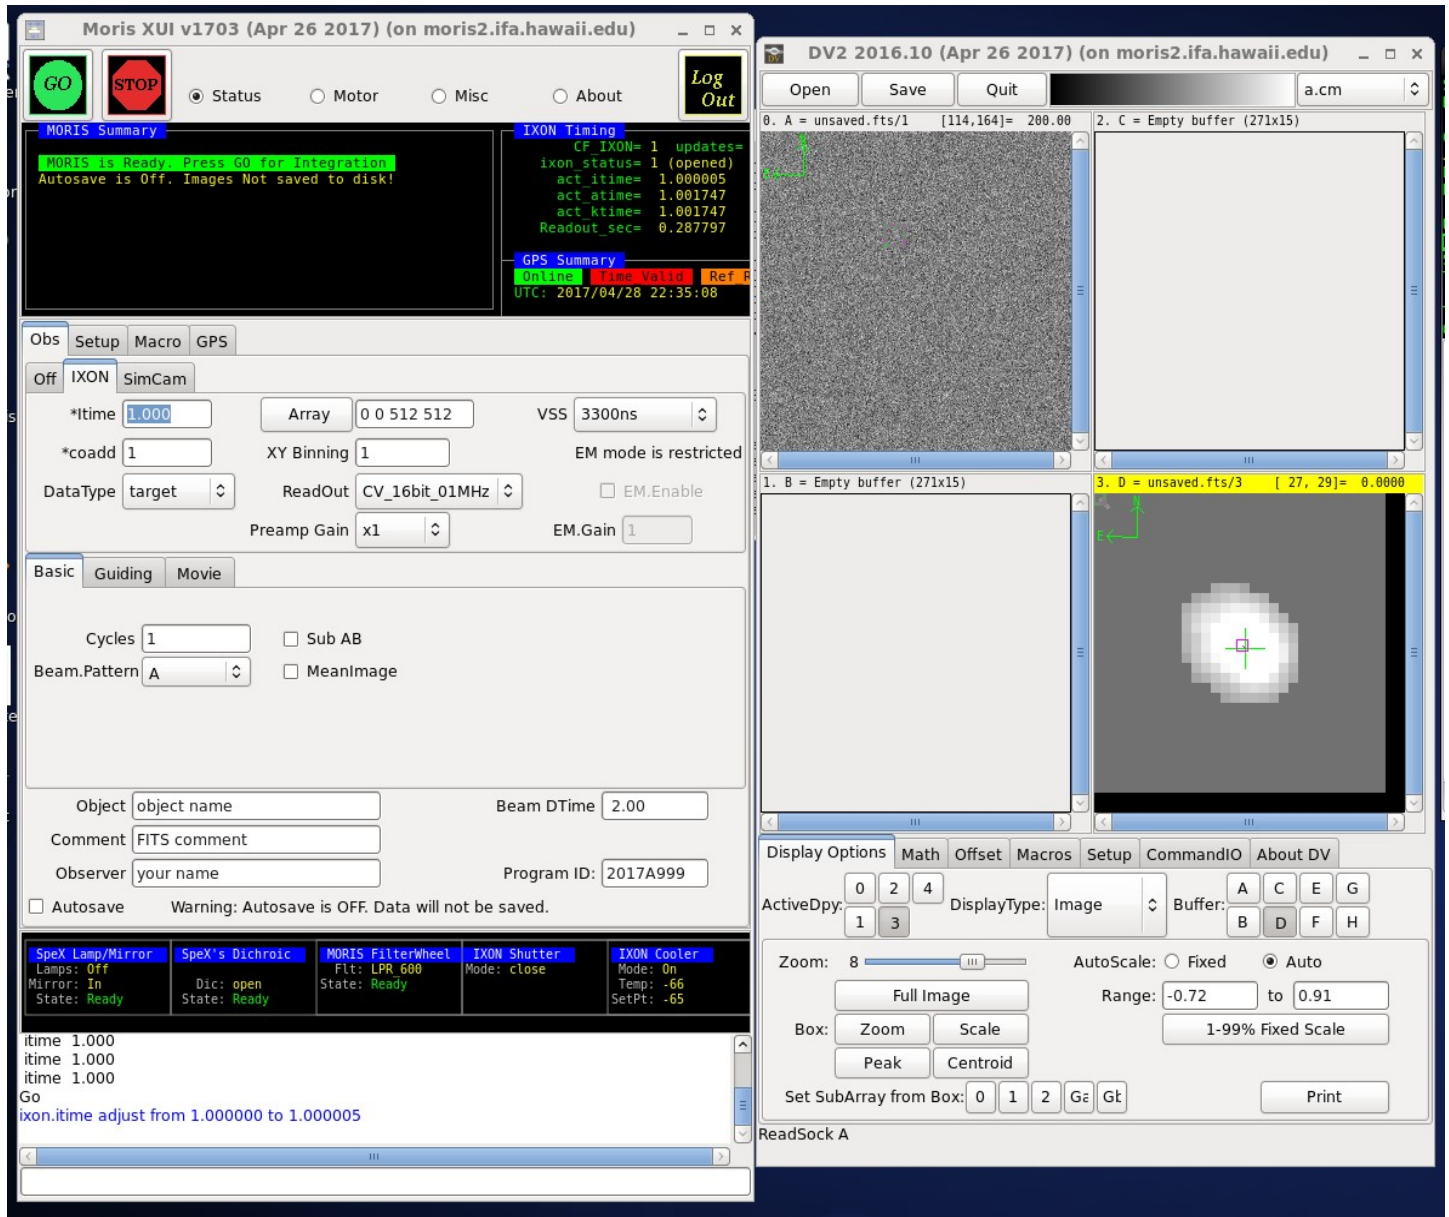 Moris XUI v1703 (Apr 26 2017) (on moris2.ifa.hawaii.edu)
GO
STOP
Status
Motor
Misc
About
Log Out
MORIS Summary
MORIS is Ready. Press GO for Integration
Autosave is Off. Images Not saved to disk!
IXON Timing
CF_IXON= 1 updates=
ixon_status= 1 (opened)
act_itime= 1.000005
act_atime= 1.001747
act_ktime= 1.001747
Readout_sec= 0.287797
GPS Summary
Online Time Valid Ref_R
UTC: 2017/04/28 22:35:08
Obs Setup Macro GPS
Off IXON SimCam
*Itime 1.000 Array 0 0 512 512 VSS 3300ns
*coadd 1 XY Binning 1 EM mode is restricted
DataType target ReadOut CV_16bit_01MHz EM.Enable
Preamp Gain x1 EM.Gain 1
Basic Guiding Movie
Cycles 1 Sub AB
Beam.Pattern A MeanImage
Object object name Beam DTime 2.00
Comment FITS comment
Observer your name Program ID: 2017A999
Autosave Warning: Autosave is OFF. Data will not be saved.
SpeX Lamp/Mirror
Lamps: Off
Mirror: In
State: Ready
SpeX's Dichroic
Dic: open
State: Ready
MORIS FilterWheel
Flt: LPR_600
State: Ready
IXON Shutter
Mode: close
IXON Cooler
Mode: On
Temp: -66
SetPt: -65
itime 1.000
itime 1.000
itime 1.000
Go
ixon.itime adjust from 1.000000 to 1.000005
DV2 2016.10 (Apr 26 2017) (on moris2.ifa.hawaii.edu)
Open Save Quit a.cm
0. A = unsaved.fts/1 [114,164]= 200.00
2. C = Empty buffer (271x15)
1. B = Empty buffer (271x15)
3. D = unsaved.fts/3 [ 27, 29]= 0.0000
N
E
Display Options Math Offset Macros Setup CommandIO About DV
ActiveDpy: 0 2 4 1 3 DisplayType: Image Buffer: A C E G B D F H
Zoom: 8 AutoScale: Fixed Auto
Full Image Range: -0.72 to 0.91
Box: Zoom Scale 1-99% Fixed Scale
Peak Centroid
Set SubArray from Box: 0 1 2 Ga Gb Print
ReadSock A